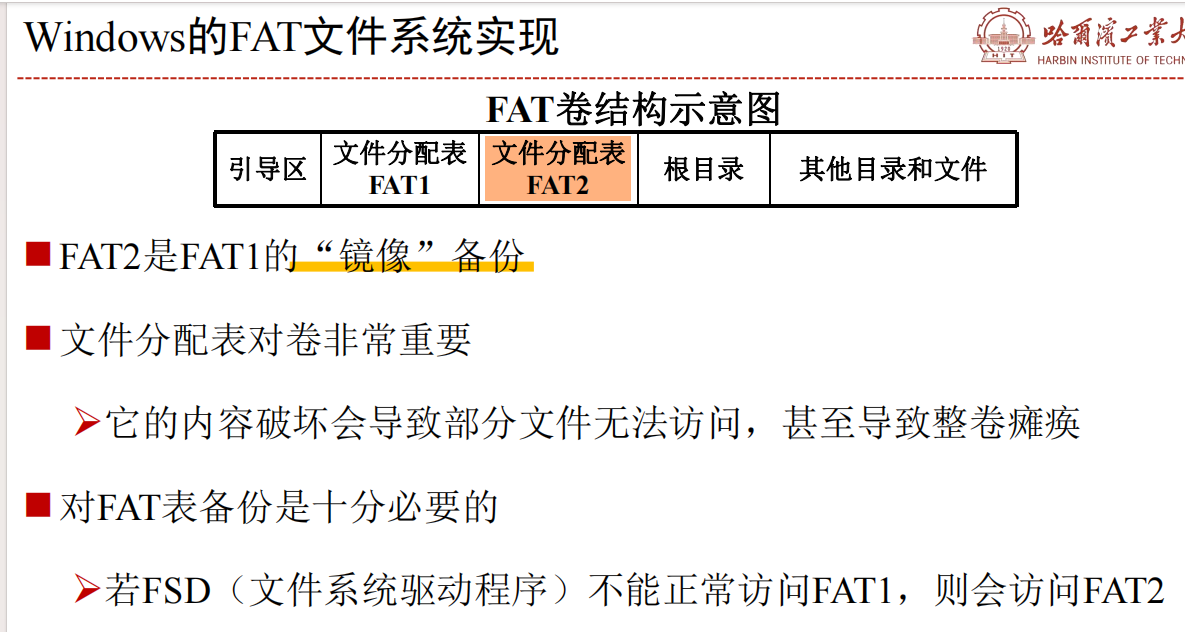 Windows的FAT文件系统实现
哈尔滨工业大
HARBIN INSTITUTE OF TECHN
1920
HIT
FAT卷结构示意图
引导区
文件分配表
FAT1
文件分配表
FAT2
根目录
其他目录和文件
FAT2是FAT1的“镜像”备份
文件分配表对卷非常重要
它的内容破坏会导致部分文件无法访问，甚至导致整卷瘫痪
对FAT表备份是十分必要的
若FSD（文件系统驱动程序）不能正常访问FAT1，则会访问FAT2